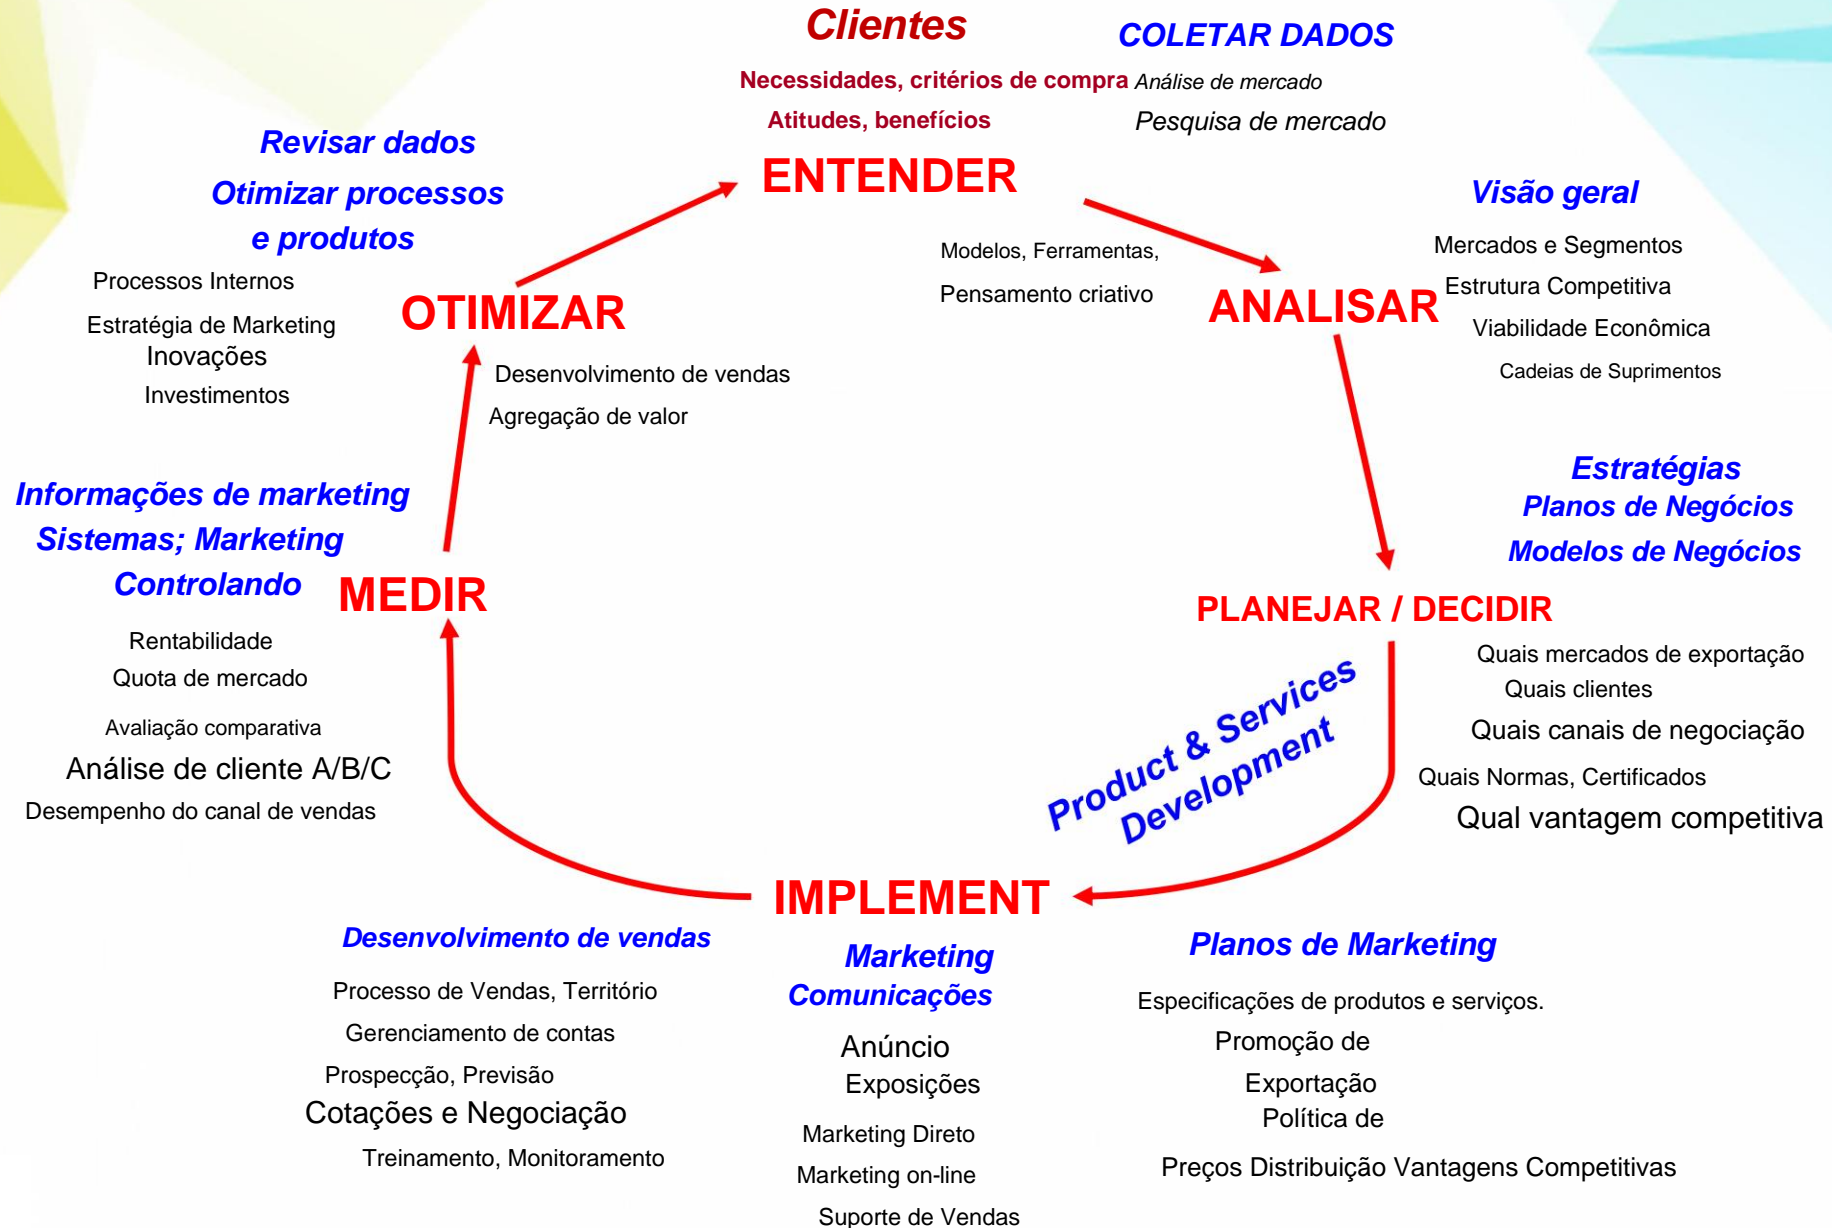 Clientes
Necessidades, critérios de compra
Atitudes, benefícios
ENTENDER
COLETAR DADOS
Análise de mercado
Pesquisa de mercado
Modelos, Ferramentas,
Pensamento criativo
ANALISAR
Visão geral
Mercados e Segmentos
Estrutura Competitiva
Viabilidade Econômica
Cadeias de Suprimentos
Estratégias
Planos de Negócios
Modelos de Negócios
PLANEJAR / DECIDIR
Quais mercados de exportação
Quais clientes
Quais canais de negociação
Quais Normas, Certificados
Qual vantagem competitiva
Product & Services
Development
IMPLEMENT
Planos de Marketing
Especificações de produtos e serviços.
Promoção de
Exportação
Política de
Preços Distribuição Vantagens Competitivas
Marketing
Comunicações
Anúncio
Exposições
Marketing Direto
Marketing on-line
Suporte de Vendas
Desenvolvimento de vendas
Processo de Vendas, Território
Gerenciamento de contas
Prospecção, Previsão
Cotações e Negociação
Treinamento, Monitoramento
Informações de marketing
Sistemas; Marketing
Controlando
MEDIR
Rentabilidade
Quota de mercado
Avaliação comparativa
Análise de cliente A/B/C
Desempenho do canal de vendas
Revisar dados
Otimizar processos
e produtos
OTIMIZAR
Processos Internos
Estratégia de Marketing
Inovações
Investimentos
Desenvolvimento de vendas
Agregação de valor